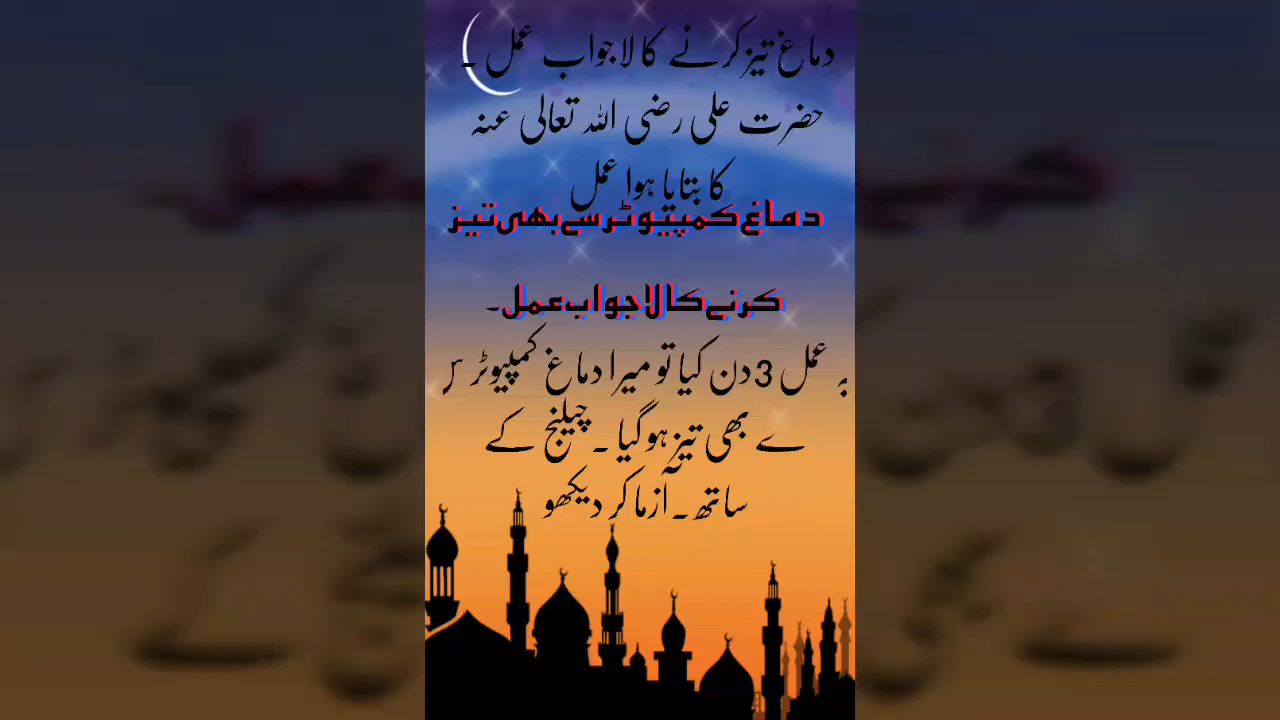 دماغ تیز کرنے کا لاجواب عمل ۔
حضرت علی رضی اللہ تعالی عنہ
کا بتایا ہوا عمل
دماغ کمپیوٹر سے بھی تیز
کرنے کا لاجواب عمل۔
یہ عمل 3 دن کیا تو میرا دماغ کمپیوٹر س
ے بھی تیز ہو گیا ۔ چیلنج کے
ساتھ ۔ آزما کر دیکھو